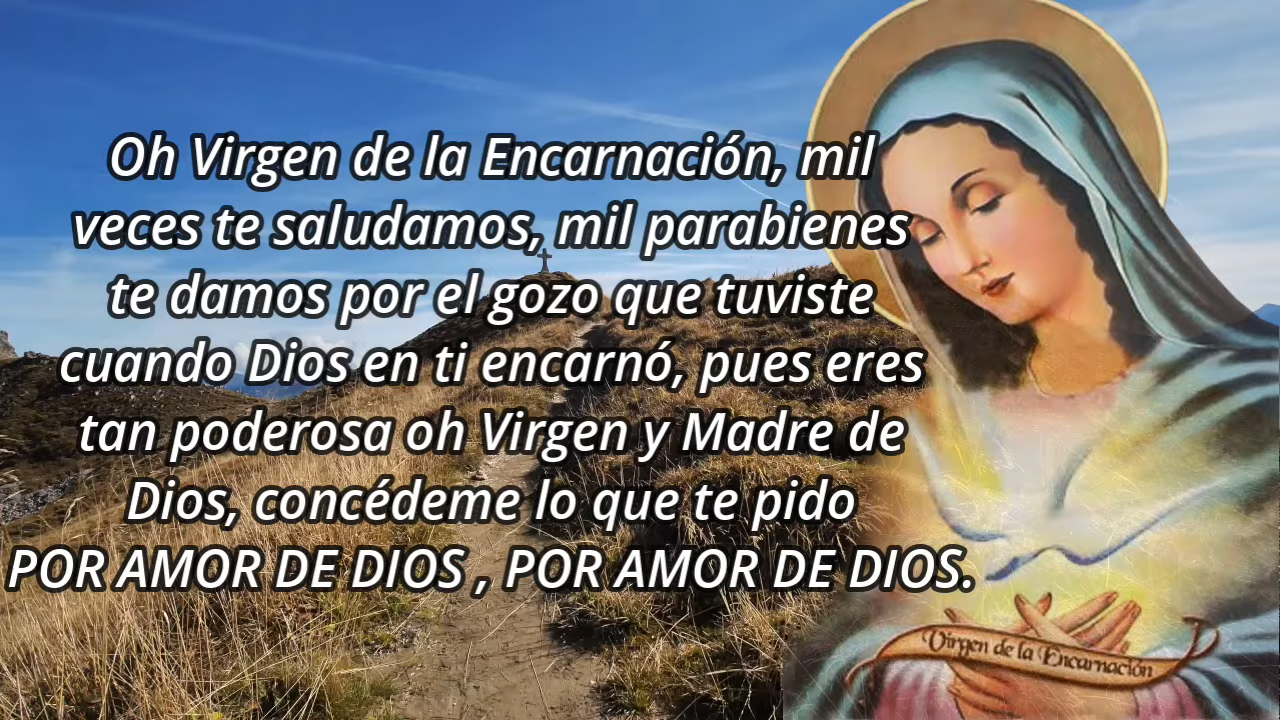 Oh Virgen de la Encarnación, mil
veces te saludamos, mil parabienes
te damos por el gozo que tuviste
cuando Dios en ti encarnó, pues eres
tan poderosa oh Virgen y Madre de
Dios, concédeme lo que te pido
POR AMOR DE DIOS , POR AMOR DE DIOS.
Virgen de la Encarnación